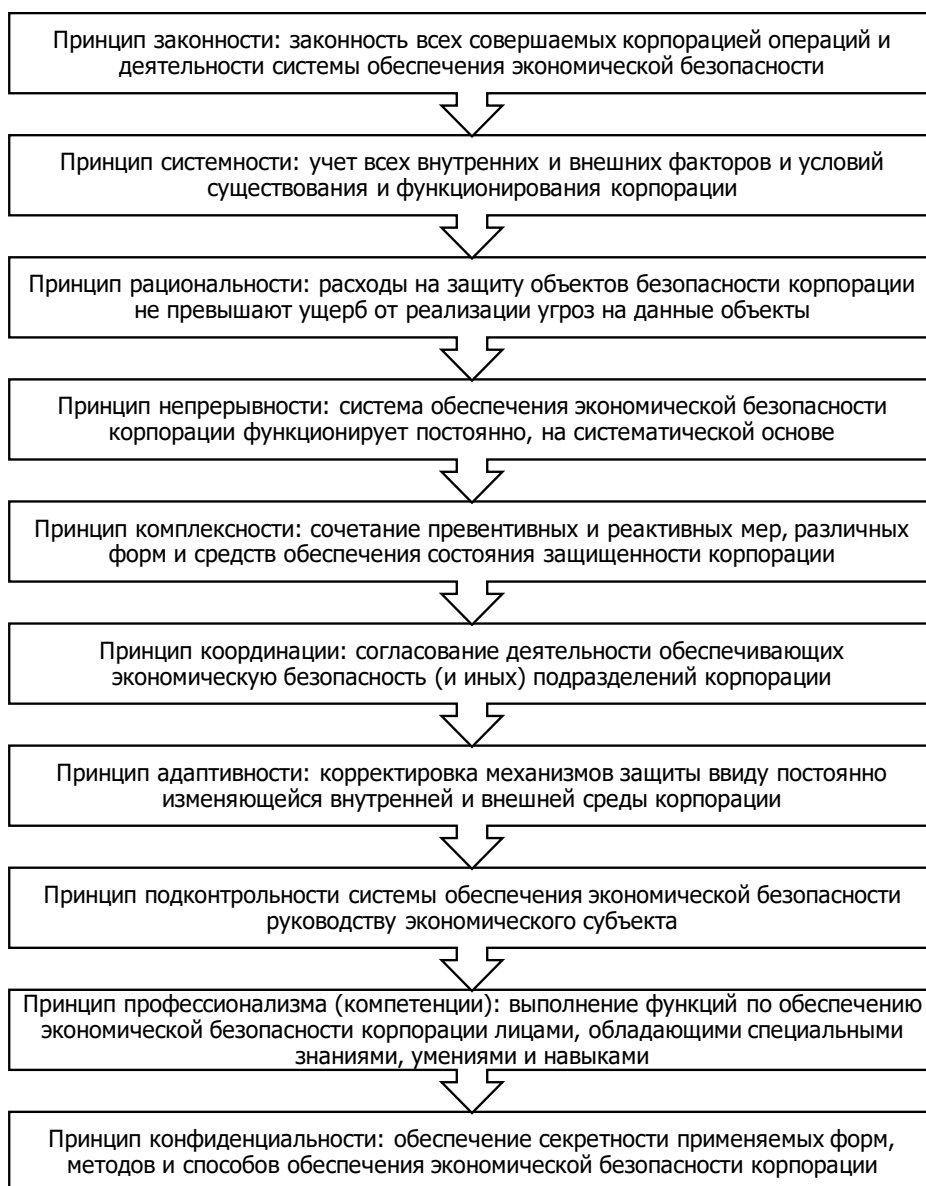 Принцип законности: законность всех совершаемых корпорацией операций и
деятельности системы обеспечения экономической безопасности
Принцип системности: учет всех внутренних и внешних факторов и условий
существования и функционирования корпорации
Принцип рациональности: расходы на защиту объектов безопасности корпорации
не превышают ущерб от реализации угроз на данные объекты
Принцип непрерывности: система обеспечения экономической безопасности
корпорации функционирует постоянно, на систематической основе
Принцип комплексности: сочетание превентивных и реактивных мер, различных
форм и средств обеспечения состояния защищенности корпорации
Принцип координации: согласование деятельности обеспечивающих
экономическую безопасность (и иных) подразделений корпорации
Принцип адаптивности: корректировка механизмов защиты ввиду постоянно
изменяющейся внутренней и внешней среды корпорации
Принцип подконтрольности системы обеспечения экономической безопасности
руководству экономического субъекта
Принцип профессионализма (компетенции): выполнение функций по обеспечению
экономической безопасности корпорации лицами, обладающими специальными
знаниями, умениями и навыками
Принцип конфиденциальности: обеспечение секретности применяемых форм,
методов и способов обеспечения экономической безопасности корпорации